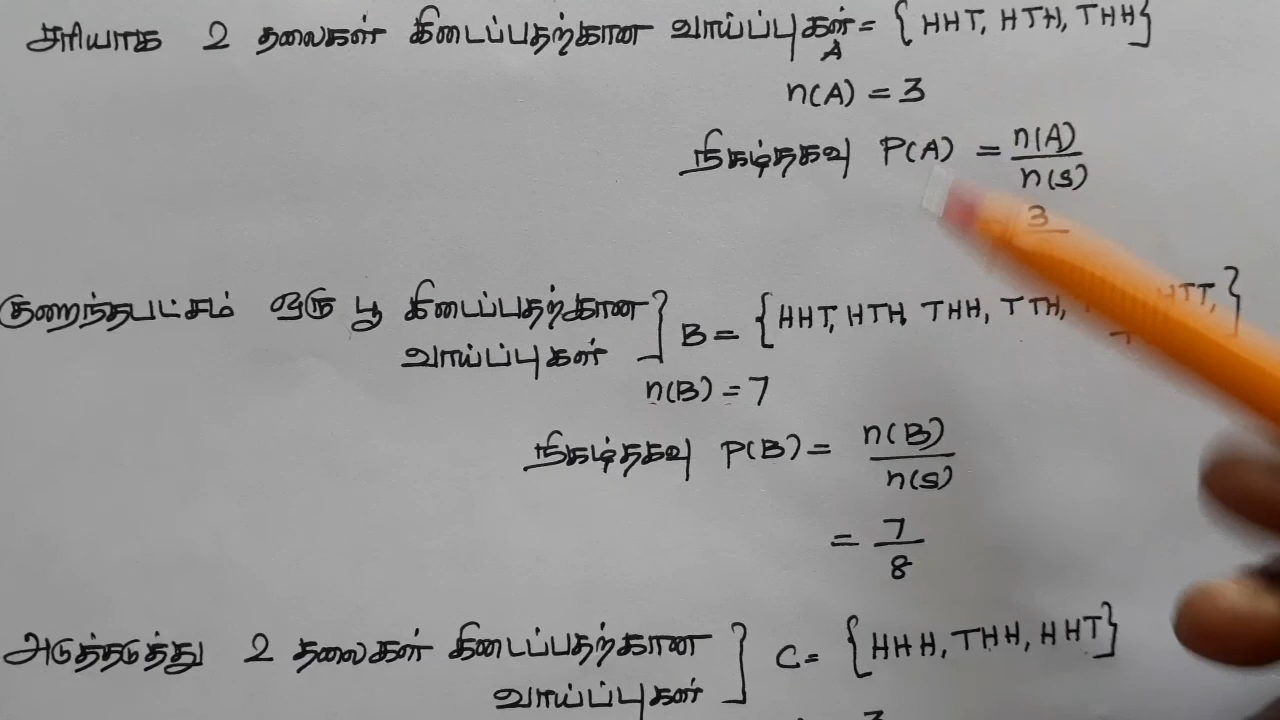 சரியாக 2 தலைகள் கிடைப்பதற்கான வாய்ப்புகள் = { HHT, HTH, THH}
A
n(A) = 3
நிகழ்தகவு P(A) = n(A)
n(S)
3
குறைந்தபட்சம் ஒரு பூ கிடைப்பதற்கான
வாய்ப்புகள் } B = {HHT, HTH THH, TTH, HTT, }
n(B) = 7
நிகழ்தகவு P(B) = n(B)
n(S)
= 7
8
அடுத்தடுத்து 2 தலைகள் கிடைப்பதற்கான
வாய்ப்புகள் } C = {HHH, THH, HHT}